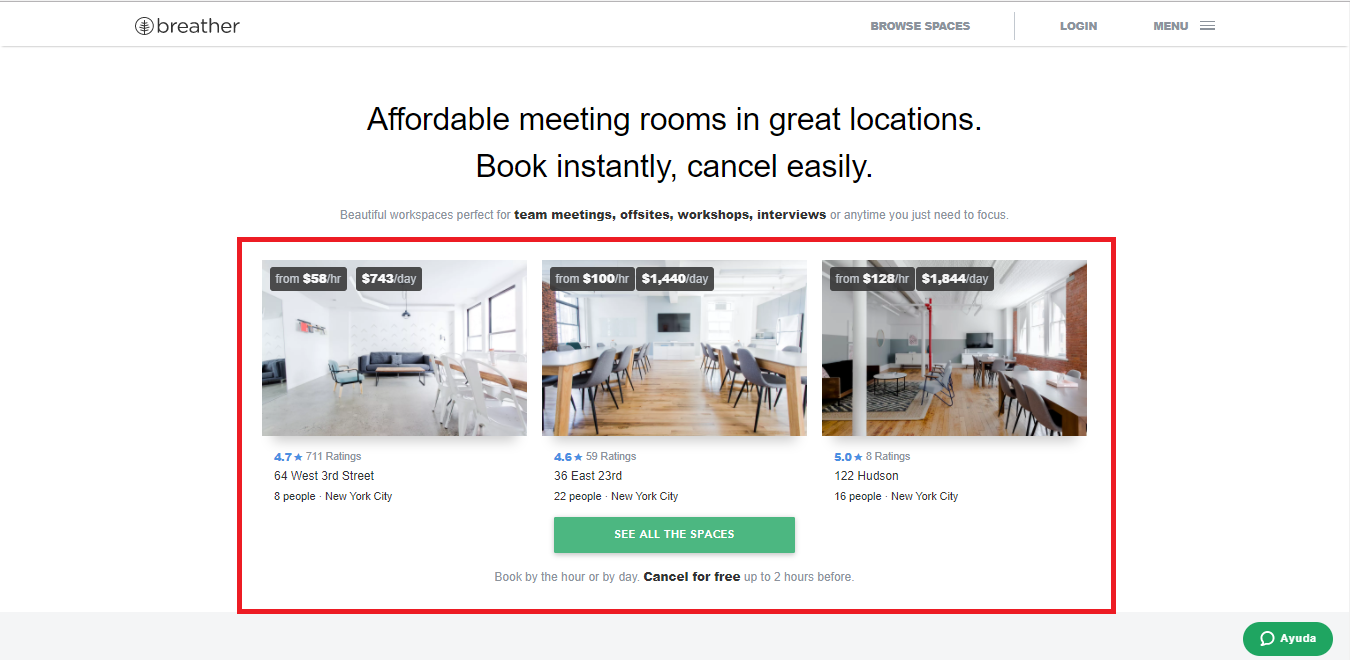 breather
BROWSE SPACES
LOGIN
MENU
Affordable meeting rooms in great locations.
Book instantly, cancel easily.
Beautiful workspaces perfect for team meetings, offsites, workshops, interviews or anytime you just need to focus.
from $58/hr $743/day
from $100/hr $1,440/day
from $128/hr $1,844/day
4.7★ 711 Ratings
64 West 3rd Street
8 people · New York City
4.6★ 59 Ratings
36 East 23rd
22 people · New York City
5.0★ 8 Ratings
122 Hudson
16 people · New York City
SEE ALL THE SPACES
Book by the hour or by day. Cancel for free up to 2 hours before.
Ayuda